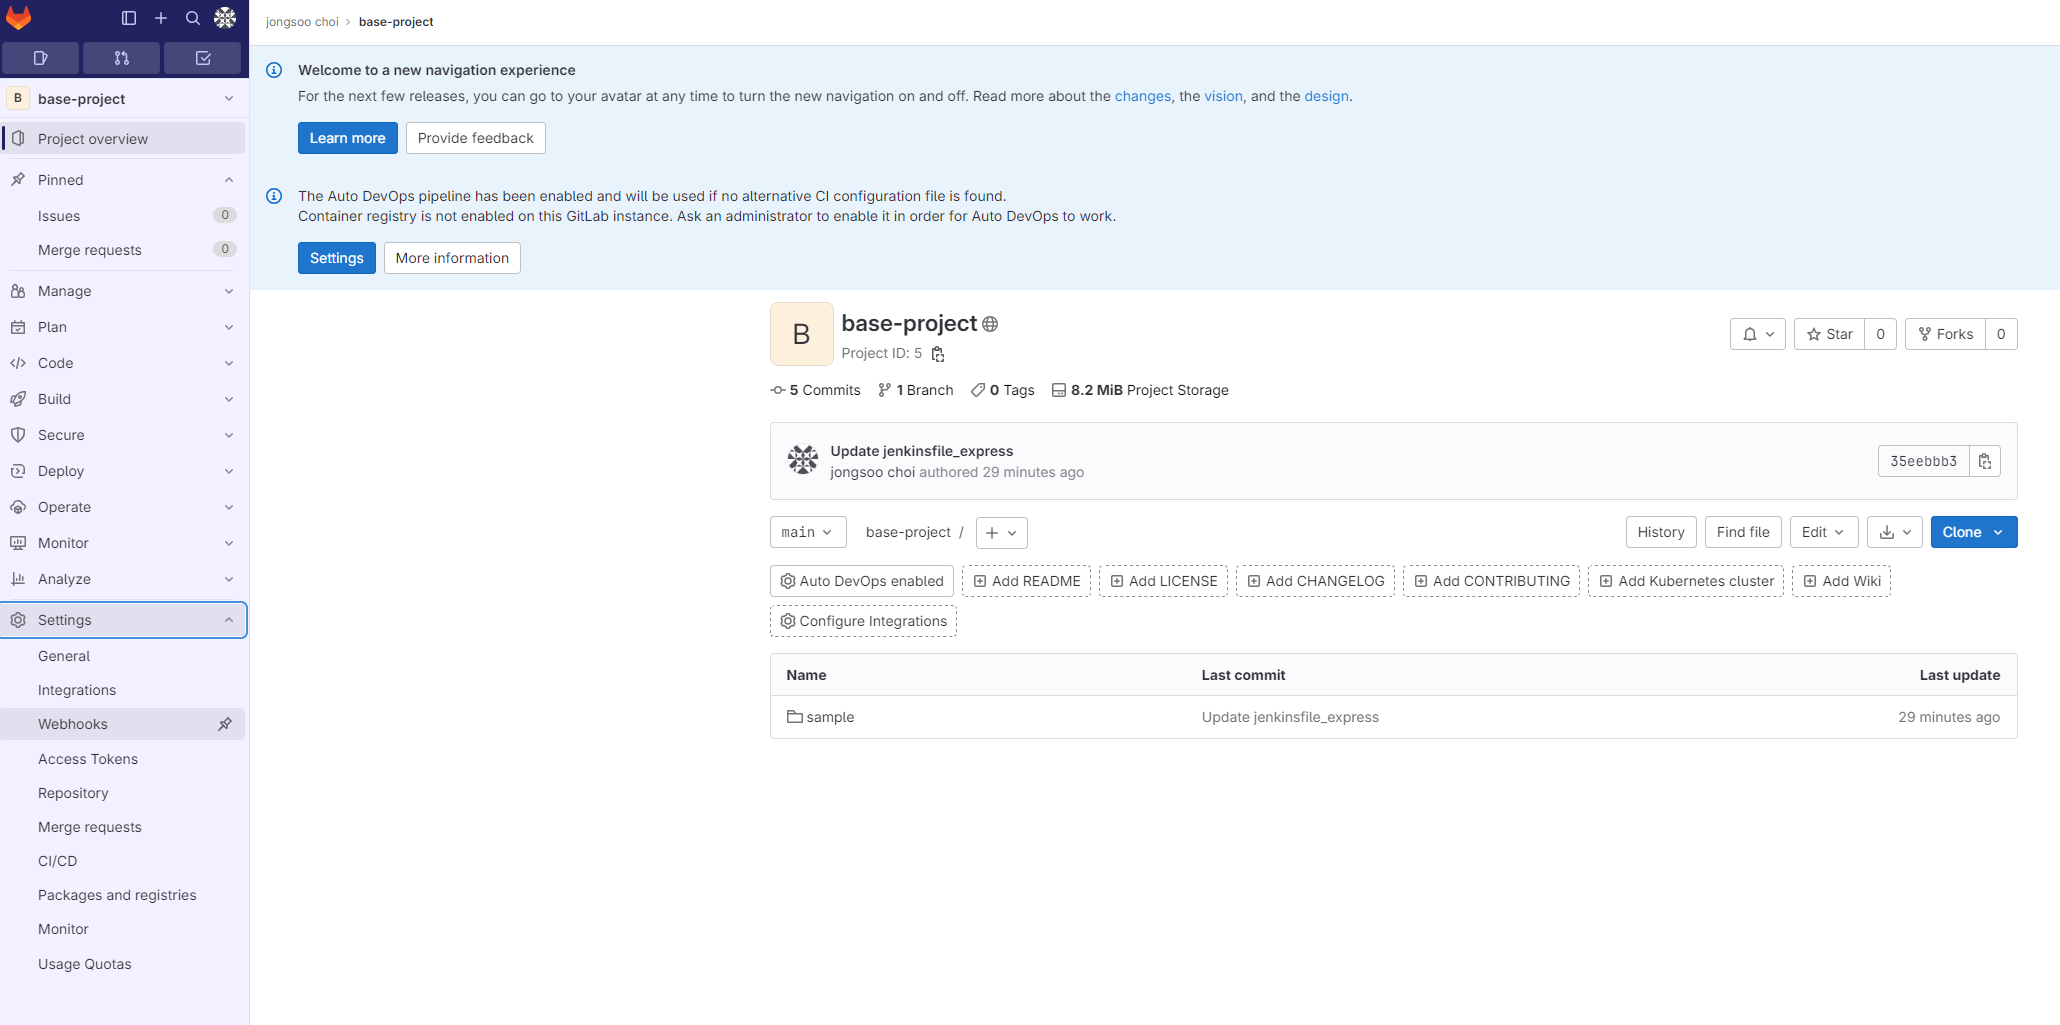 jongsoo choi › base-project
B base-project
Project overview
Pinned
Issues 0
Merge requests 0
Manage
Plan
Code
Build
Secure
Deploy
Operate
Monitor
Analyze
Settings
General
Integrations
Webhooks
Access Tokens
Repository
Merge requests
CI/CD
Packages and registries
Monitor
Usage Quotas
Welcome to a new navigation experience
For the next few releases, you can go to your avatar at any time to turn the new navigation on and off. Read more about the changes, the vision, and the design.
Learn more Provide feedback
The Auto DevOps pipeline has been enabled and will be used if no alternative CI configuration file is found.
Container registry is not enabled on this GitLab instance. Ask an administrator to enable it in order for Auto DevOps to work.
Settings More information
B base-project
Project ID: 5
Star 0 Forks 0
5 Commits 1 Branch 0 Tags 8.2 MiB Project Storage
Update jenkinsfile_express
jongsoo choi authored 29 minutes ago
35eebbb3
main base-project / History Find file Edit Clone
Auto DevOps enabled Add README Add LICENSE Add CHANGELOG Add CONTRIBUTING Add Kubernetes cluster Add Wiki
Configure Integrations
Name Last commit Last update
sample Update jenkinsfile_express 29 minutes ago